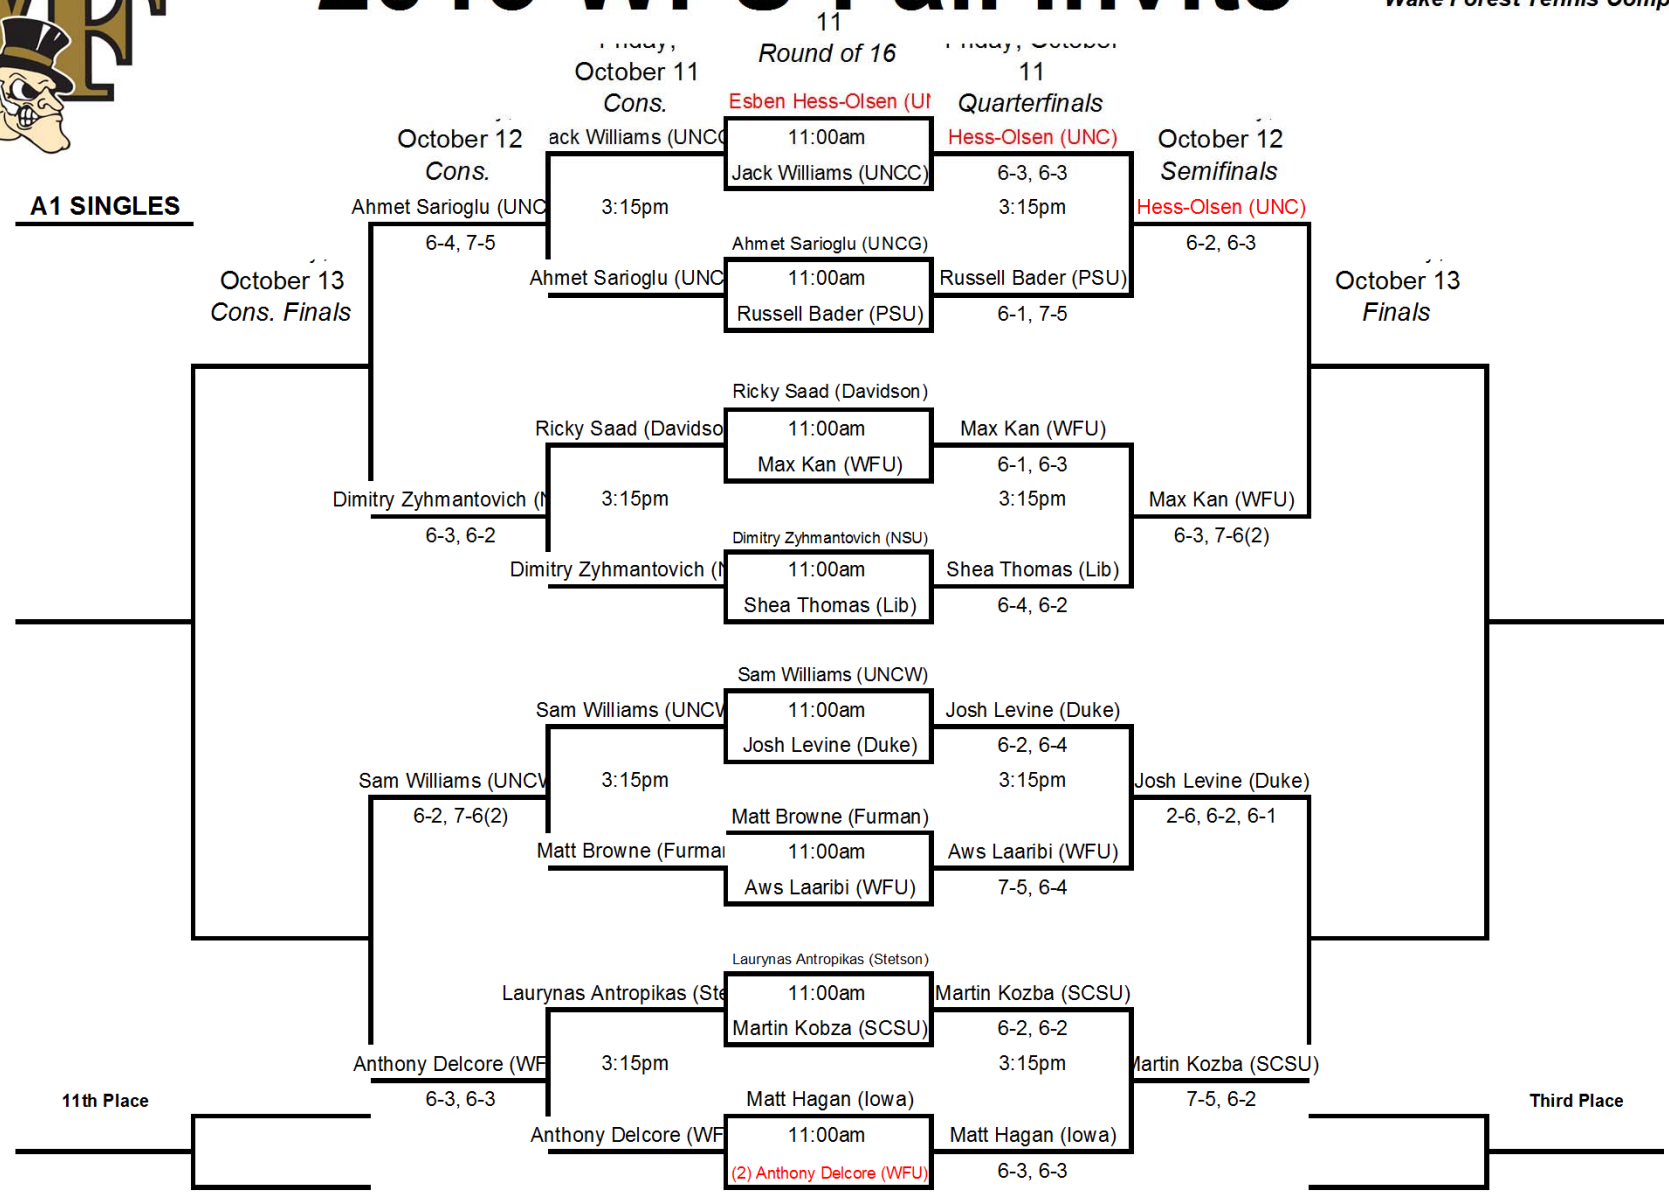 11
Round of 16
October 11
Cons.
11
Quarterfinals
October 12
Cons.
October 12
Semifinals
October 13
Cons. Finals
October 13
Finals
A1 SINGLES
Esben Hess-Olsen (UN
11:00am
Jack Williams (UNCC)
ack Williams (UNCC
Hess-Olsen (UNC)
6-3, 6-3
3:15pm
3:15pm
Ahmet Sarioglu (UNC
6-4, 7-5
Hess-Olsen (UNC)
6-2, 6-3
Ahmet Sarioglu (UNCG)
11:00am
Russell Bader (PSU)
Ahmet Sarioglu (UNC
Russell Bader (PSU)
6-1, 7-5
Ricky Saad (Davidson)
11:00am
Max Kan (WFU)
Ricky Saad (Davidso
Max Kan (WFU)
6-1, 6-3
3:15pm
3:15pm
Dimitry Zyhmantovich (N
6-3, 6-2
Max Kan (WFU)
6-3, 7-6(2)
Dimitry Zyhmantovich (NSU)
11:00am
Shea Thomas (Lib)
Dimitry Zyhmantovich (N
Shea Thomas (Lib)
6-4, 6-2
Sam Williams (UNCW)
11:00am
Josh Levine (Duke)
Sam Williams (UNCW
Josh Levine (Duke)
6-2, 6-4
3:15pm
3:15pm
Sam Williams (UNCW
6-2, 7-6(2)
Josh Levine (Duke)
2-6, 6-2, 6-1
Matt Browne (Furman)
11:00am
Aws Laaribi (WFU)
Matt Browne (Furman
Aws Laaribi (WFU)
7-5, 6-4
Laurynas Antropikas (Stetson)
11:00am
Martin Kobza (SCSU)
Laurynas Antropikas (Ste
Martin Kozba (SCSU)
6-2, 6-2
3:15pm
3:15pm
Anthony Delcore (WF
6-3, 6-3
Martin Kozba (SCSU)
7-5, 6-2
Matt Hagan (Iowa)
11:00am
(2) Anthony Delcore (WFU)
Anthony Delcore (WF
Matt Hagan (Iowa)
6-3, 6-3
11th Place
Third Place